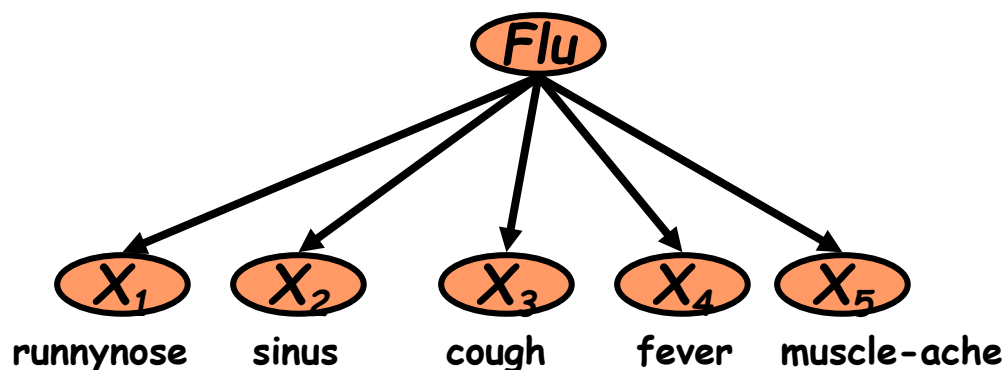 Flu
X₁ X₂ X₃ X₄ X₅
runnynose sinus cough fever muscle-ache